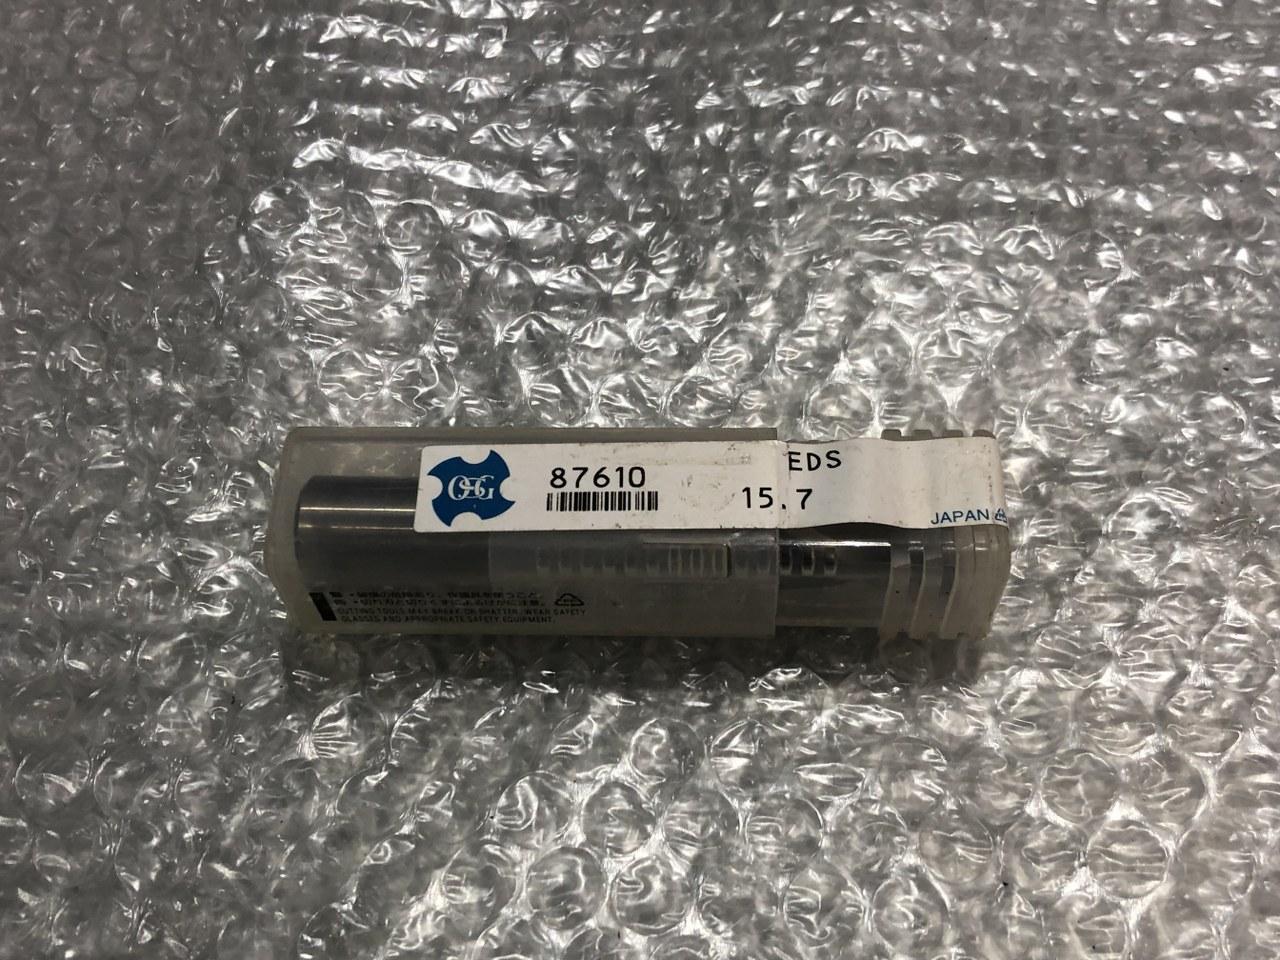 OSG
87610
EDS
15.7
JAPAN
CUTTING TOOLS MAY BREAK OR SHATTER. WEAR SAFETY
GLASSES AND APPROPRIATE SAFETY EQUIPMENT.